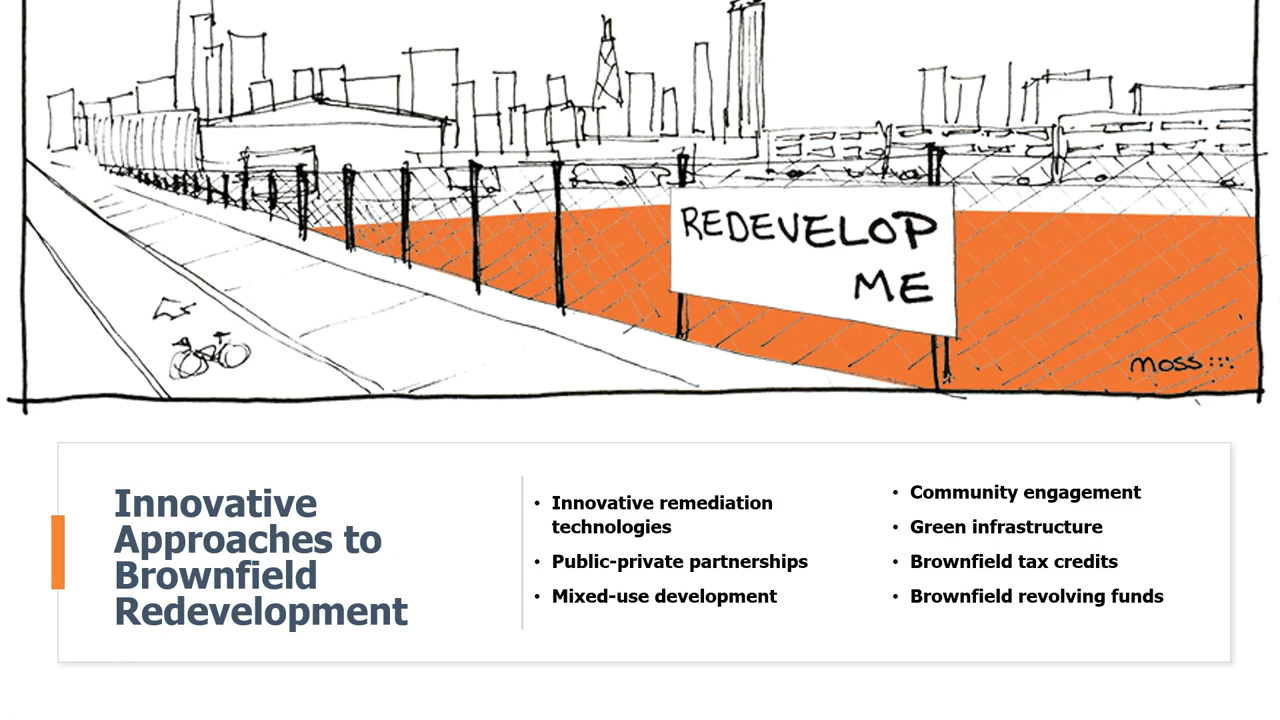 REDEVELOP
ME
moss:::
Innovative
Approaches to
Brownfield
Redevelopment
• Innovative remediation
technologies
• Public-private partnerships
• Mixed-use development
• Community engagement
• Green infrastructure
• Brownfield tax credits
• Brownfield revolving funds